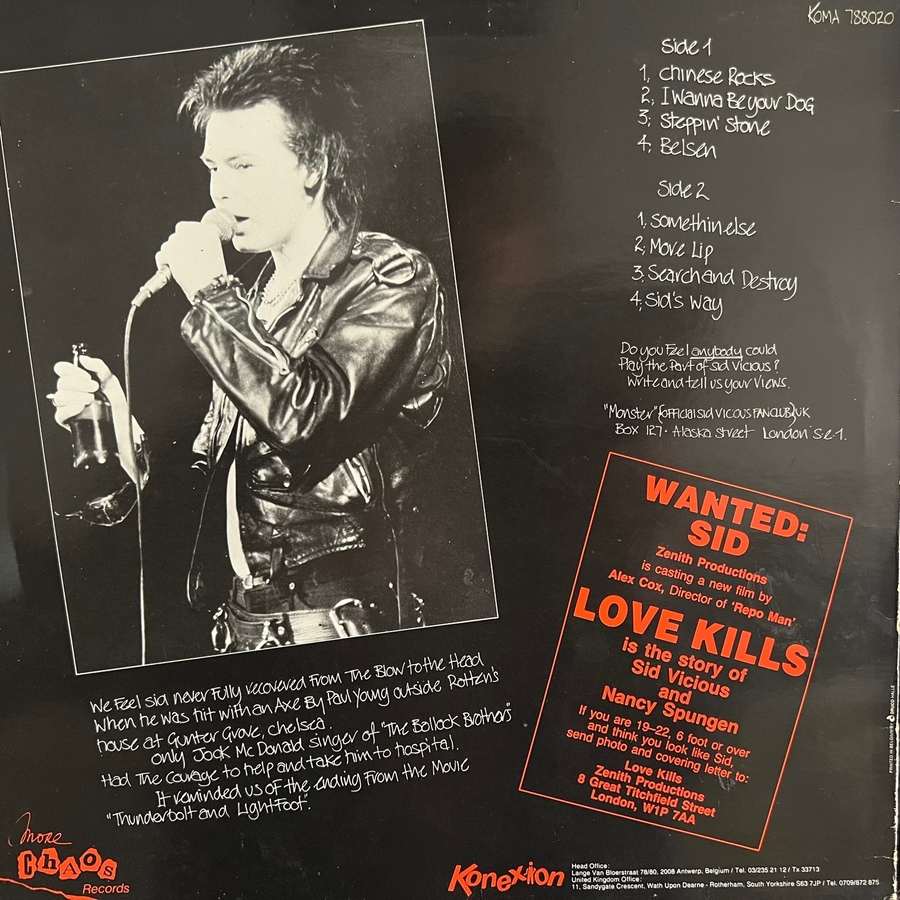 KOMA 788020
Side 1
1, Chinese Rocks
2, I Wanna Be your Dog
3; Steppin' Stone
4; Belsen
Side 2
1, Somethin else
2; Move Lip
3, Search and Destroy
4, Sid's Way
Do you Feel anybody could
Play the Part of Sid Vicious?
Write and tell us your Views.
"Monster" (OFFICIAL SID VICOUS FANCLUB) UK
Box 127 · Alaska Street London S.E.1.
WANTED:
SID
Zenith Productions
is casting a new film by
Alex Cox, Director of 'Repo Man'
LOVE KILLS
is the story of
Sid Vicious
and
Nancy Spungen
If you are 19–22, 6 foot or over
and think you look like Sid,
send photo and covering letter to:
Love Kills
Zenith Productions
8 Great Titchfield Street
London, W1P 7AA
We Feel sid never Fully recovered From The Blow to the Head
When he was hit with an Axe By Paul Young outside Rotten's
house at Gunter Grove, Chelsea
only Jock Mc Donald singer of "The Bollock Brothers"
Had The Courage to help and take him to hospital.
It reminded us of the ending From the Movie
"Thunderbolt and LightFoot".
More
Chaos
Records
Konexion
Head Office:
Lange Van Bloerstraat 78/80, 2008 Antwerp, Belgium / Tel. 03/235 21 12 / Tx 33713
United Kingdom Office:
11, Sandygate Crescent, Wath Upon Dearne - Rotherham, South Yorkshire S63 7JP / Tel. 0709/872 875
PRINTED IN BELGIUM BY